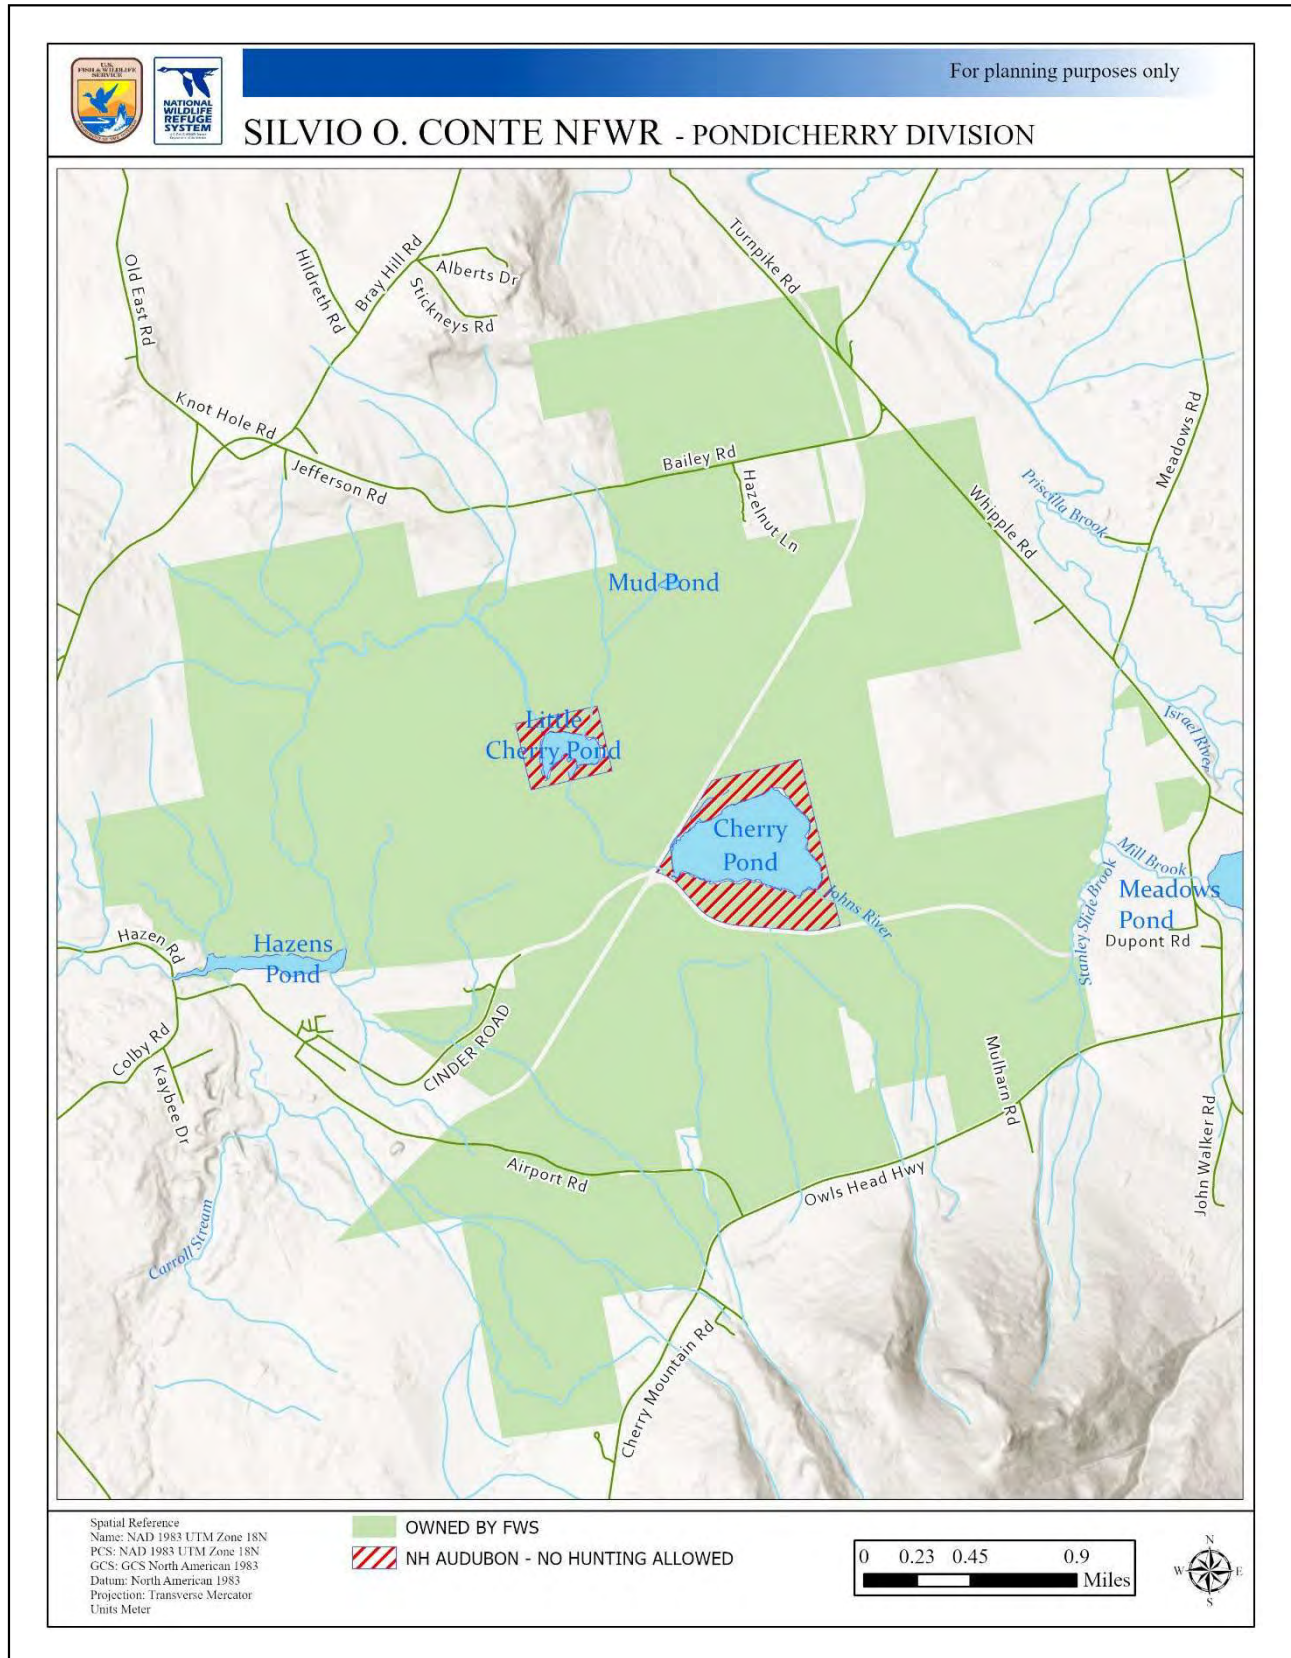 For planning purposes only
U.S.
FISH & WILDLIFE
SERVICE
NATIONAL
WILDLIFE
REFUGE
SYSTEM
SILVIO O. CONTE NFWR - PONDICHERRY DIVISION
Old East Rd
Hildreth Rd
Bray Hill Rd
Alberts Dr
Stickneys Rd
Turnpike Rd
Knot Hole Rd
Jefferson Rd
Bailey Rd
Hazelnut Ln
Whipple Rd
Meadows Rd
Priscilla Brook
Mud Pond
Little
Cherry Pond
Israel River
Cherry
Pond
Johns River
Mill Brook
Stanley Slide Brook
Meadows
Pond
Dupont Rd
Hazen Rd
Hazens
Pond
CINDER ROAD
Colby Rd
Kaybee Dr
Mulharn Rd
John Walker Rd
Airport Rd
Owls Head Hwy
Carroll Stream
Cherry Mountain Rd
Spatial Reference
Name: NAD 1983 UTM Zone 18N
PCS: NAD 1983 UTM Zone 18N
GCS: GCS North American 1983
Datum: North American 1983
Projection: Transverse Mercator
Units Meter
OWNED BY FWS
NH AUDUBON - NO HUNTING ALLOWED
0 0.23 0.45 0.9
Miles
N
W E
S